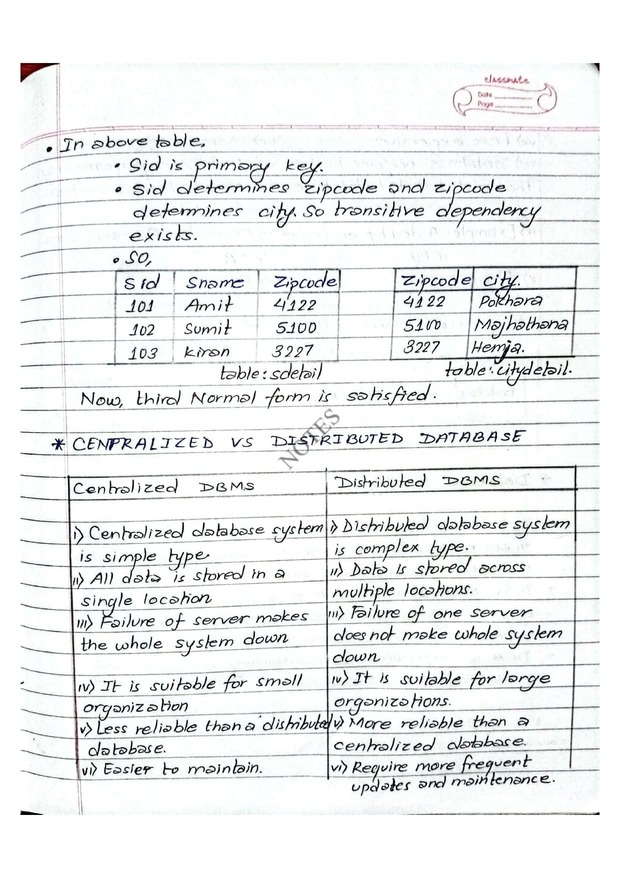 classmate
Date
Page
• In above table,
• Sid is primary key.
• Sid determines zipcode and zipcode
determines city. So transitive dependency
exists.
• So,
Sid Sname Zipcode
101 Amit 4122
102 Sumit 5100
103 Kiran 3227
table: sdetail
Zipcode city.
4122 Pokhara
5100 Majhathana
3227 Hemja.
table: citydetail.
Now, third Normal form is satisfied.
NOTES
* CENTRALIZED VS DISTRIBUTED DATABASE
Centralized DBMS
i) Centralized database system
is simple type
ii) All data is stored in a
single location
iii) Failure of server makes
the whole system down
iv) It is suitable for small
organization
v) Less reliable than a distributed
database.
vi) Easier to maintain.
Distributed DBMS
i) Distributed database system
is complex type.
ii) Data is stored across
multiple locations.
iii) Failure of one server
does not make whole system
down
iv) It is suitable for large
organizations.
v) More reliable than a
centralized database.
vi) Require more frequent
updates and maintenance.